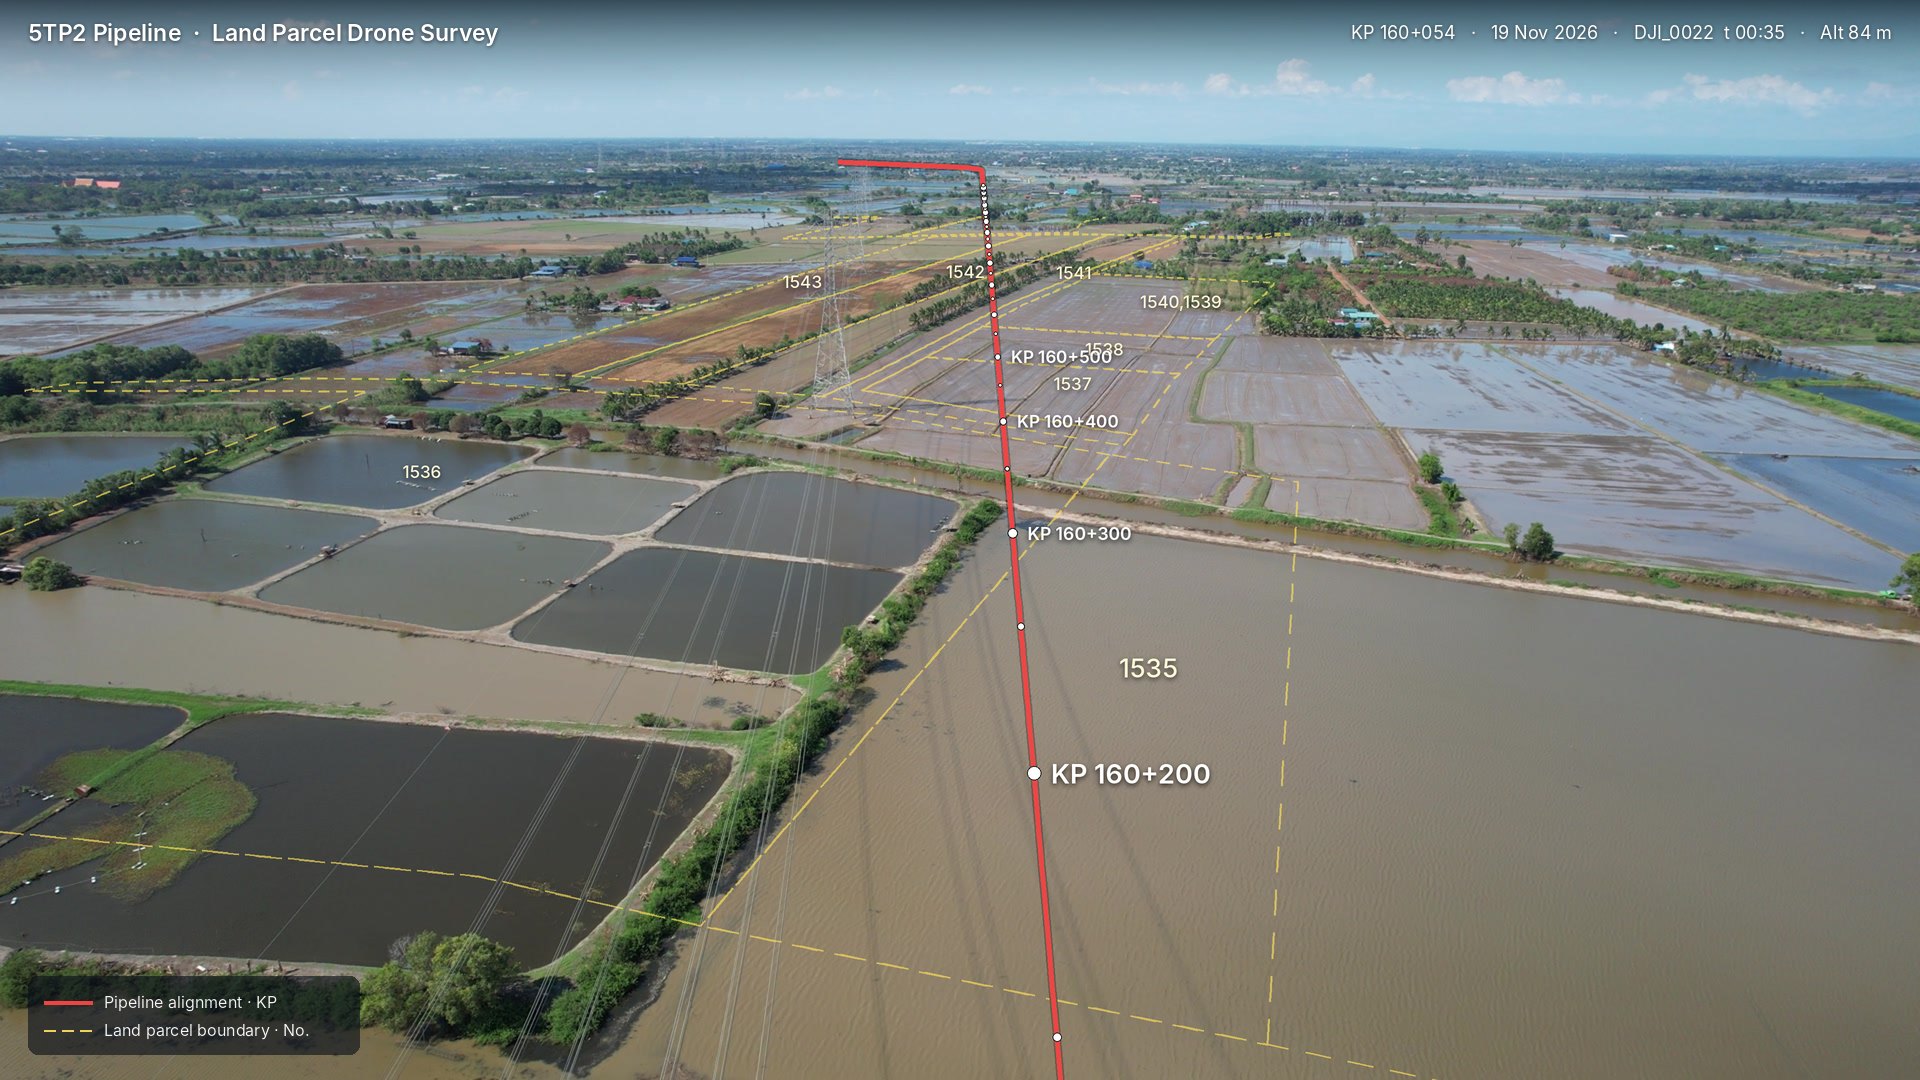 5TP2 Pipeline · Land Parcel Drone Survey
KP 160+054 · 19 Nov 2026 · DJI_0022 t 00:35 · Alt 84 m
1543
1542
1541
1540,1539
1538
KP 160+500
1537
KP 160+400
1536
KP 160+300
1535
KP 160+200
Pipeline alignment · KP
Land parcel boundary · No.